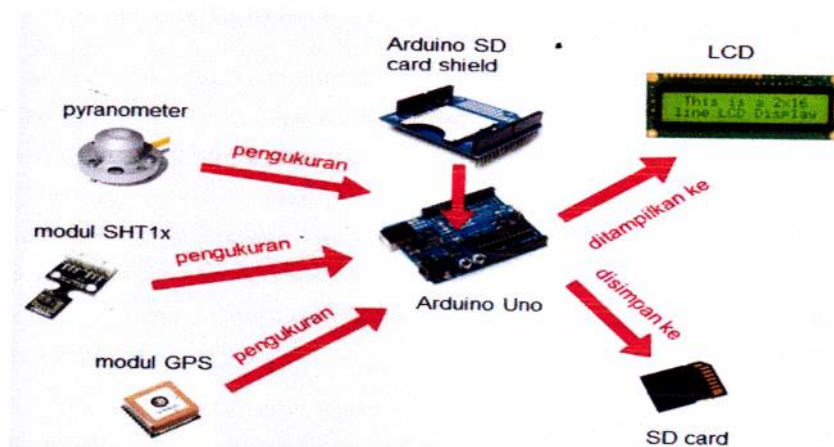 Arduino SD
card shield
LCD
This is a 2x16
line LCD Display
pyranometer
pengukuran
modul SHT1x
pengukuran
ditampilkan ke
Arduino Uno
pengukuran
disimpan ke
modul GPS
SD card